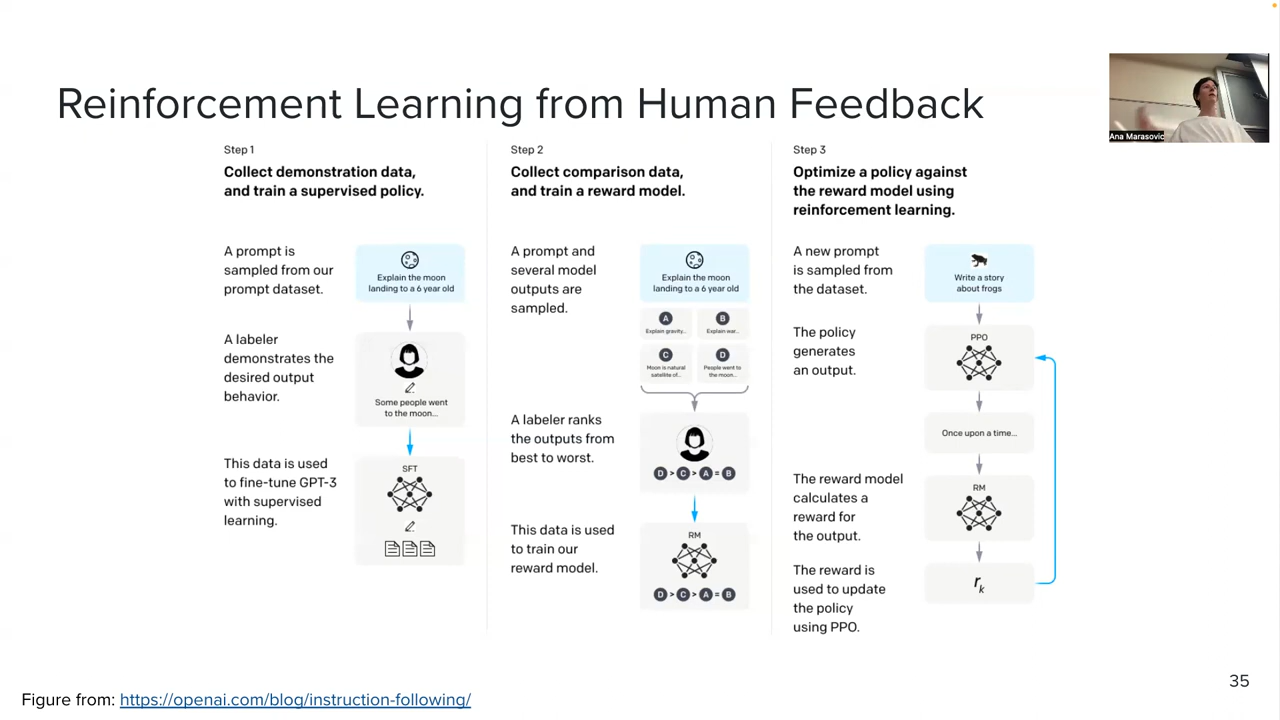 Reinforcement Learning from Human Feedback
Ana Marasovic
Step 1
Collect demonstration data,
and train a supervised policy.
A prompt is
sampled from our
prompt dataset.
Explain the moon
landing to a 6 year old
A labeler
demonstrates the
desired output
behavior.
Some people went
to the moon...
This data is used
to fine-tune GPT-3
with supervised
learning.
SFT
Step 2
Collect comparison data,
and train a reward model.
A prompt and
several model
outputs are
sampled.
Explain the moon
landing to a 6 year old
A
Explain gravity...
B
Explain war...
C
Moon is natural
satellite of...
D
People went to
the moon...
A labeler ranks
the outputs from
best to worst.
D > C > A = B
This data is used
to train our
reward model.
RM
D > C > A = B
Step 3
Optimize a policy against
the reward model using
reinforcement learning.
A new prompt
is sampled from
the dataset.
Write a story
about frogs
The policy
generates
an output.
PPO
Once upon a time...
The reward model
calculates a
reward for
the output.
RM
The reward is
used to update
the policy
using PPO.
rk
35
Figure from: https://openai.com/blog/instruction-following/